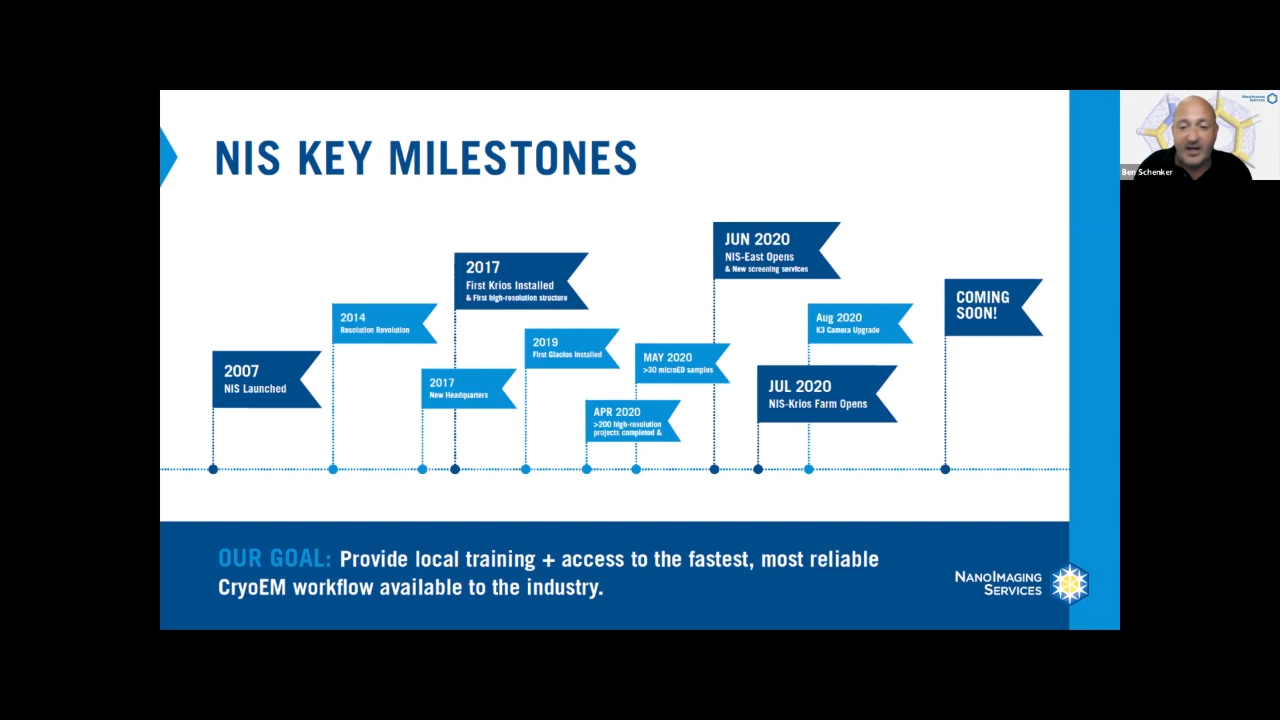 NIS KEY MILESTONES
2007
NIS Launched
2014
Resolution Revolution
2017
New Headquarters
2017
First Krios Installed
& First high-resolution structure
2019
First Glacios Installed
APR 2020
>200 high-resolution
projects completed &
MAY 2020
>30 microED samples
JUN 2020
NIS-East Opens
& New screening services
JUL 2020
NIS-Krios Farm Opens
Aug 2020
K3 Camera Upgrade
COMING
SOON!
OUR GOAL: Provide local training + access to the fastest, most reliable
CryoEM workflow available to the industry.
NANOIMAGING
SERVICES
NANOIMAGING
SERVICES
Ben Schenker